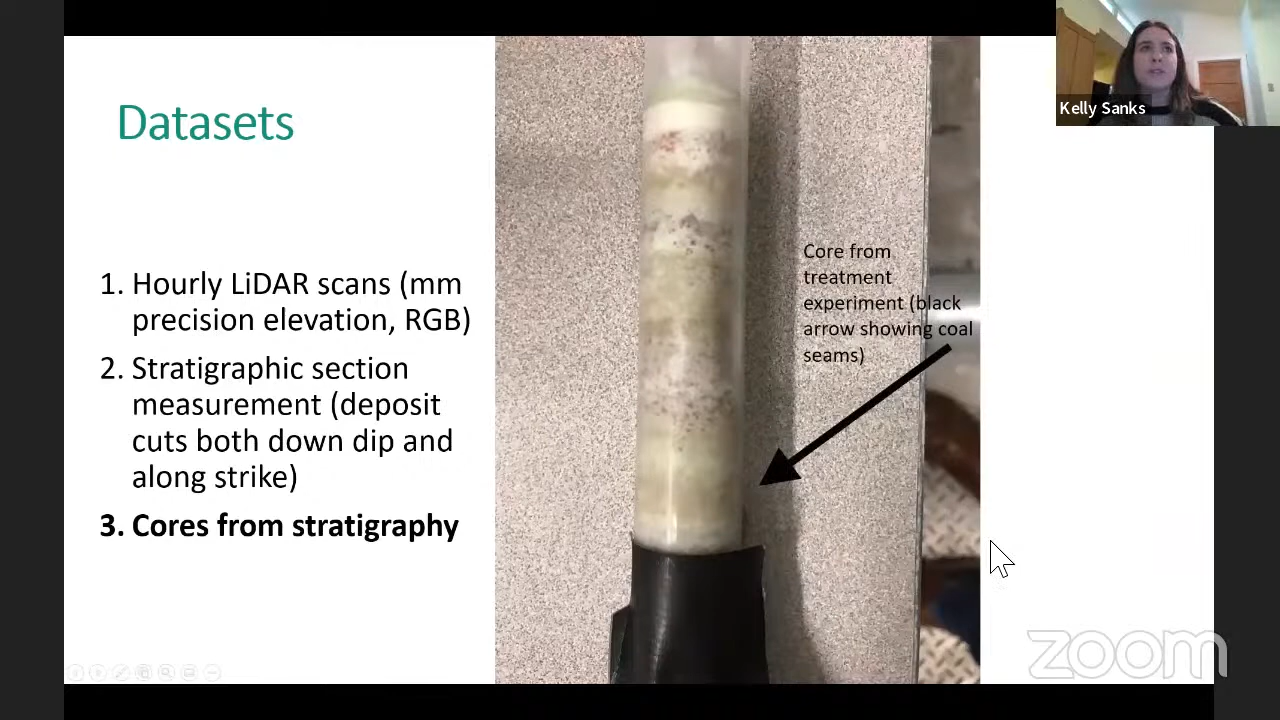 Datasets
1. Hourly LiDAR scans (mm
precision elevation, RGB)
2. Stratigraphic section
measurement (deposit
cuts both down dip and
along strike)
3. Cores from stratigraphy
Core from
treatment
experiment (black
arrow showing coal
seams)
Kelly Sanks
zoom